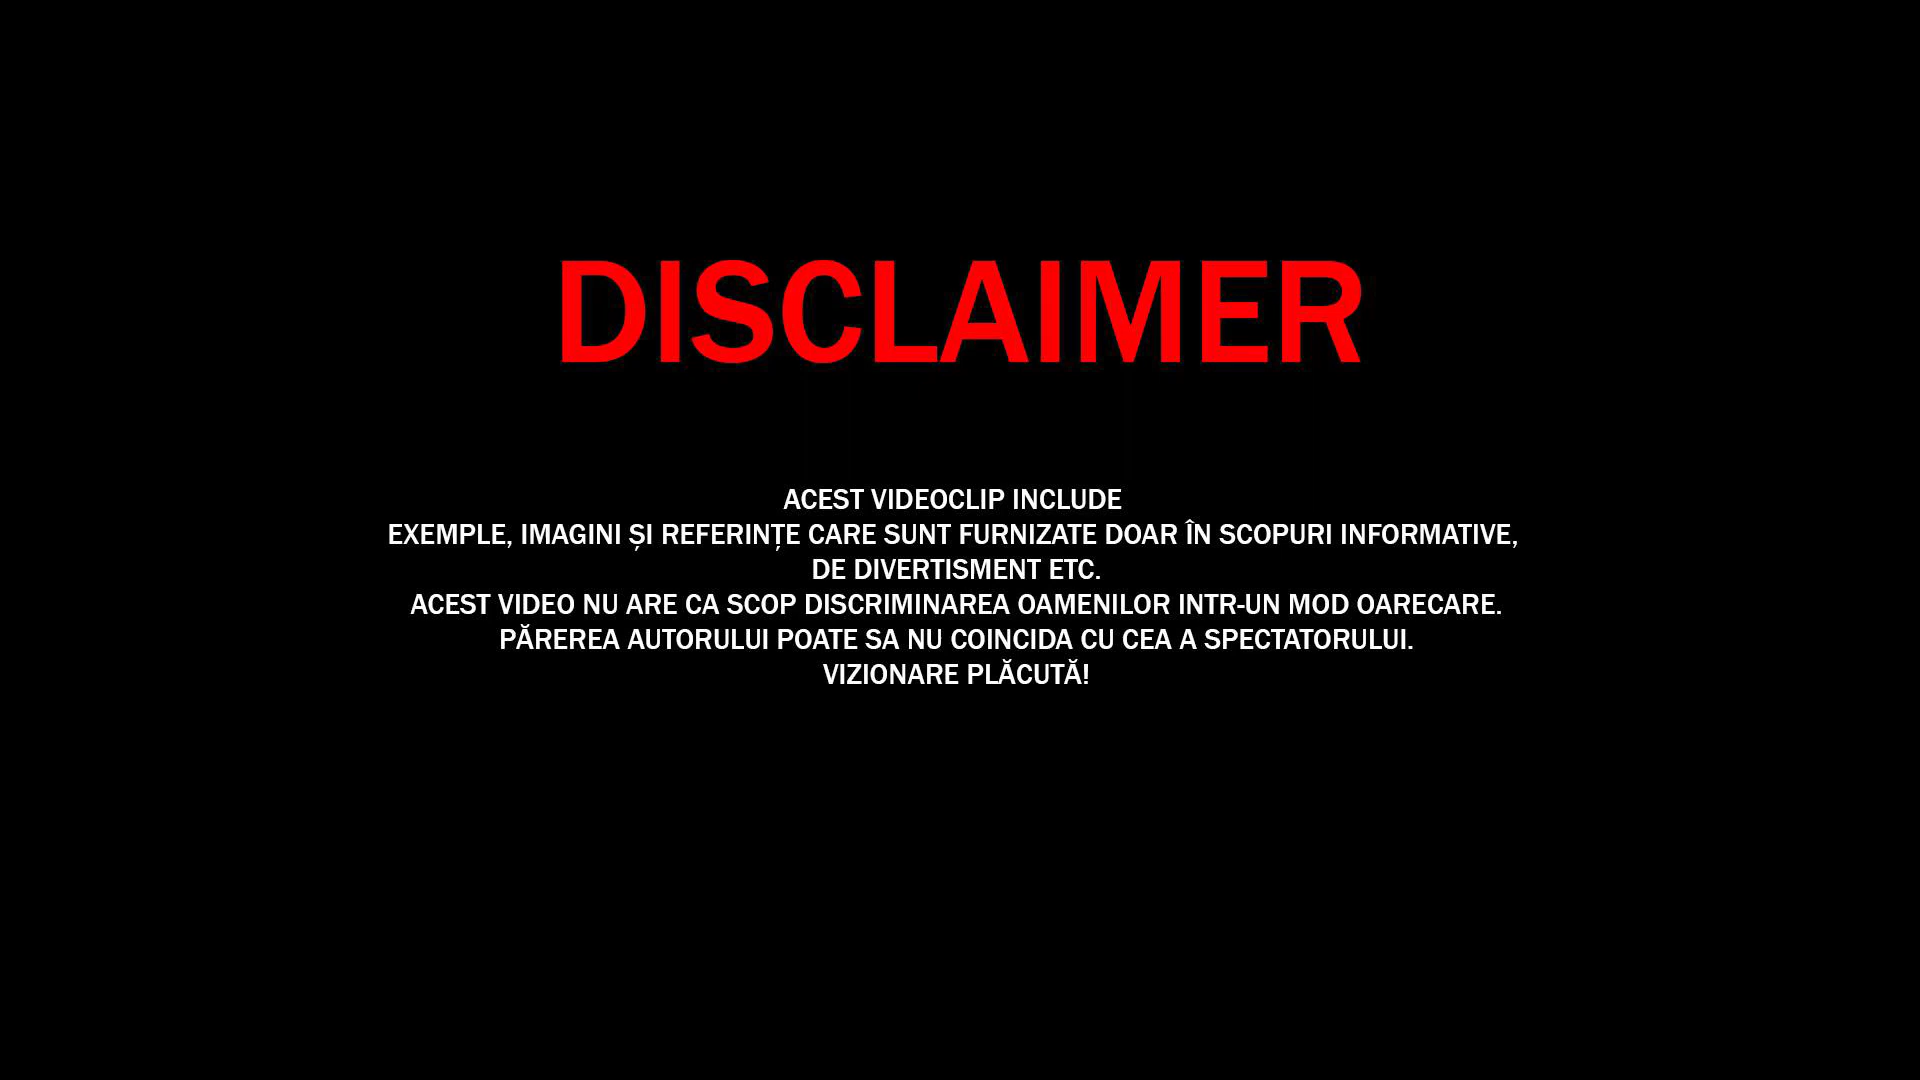 DISCLAIMER
ACEST VIDEOCLIP INCLUDE
EXEMPLE, IMAGINI ȘI REFERINȚE CARE SUNT FURNIZATE DOAR ÎN SCOPURI INFORMATIVE,
DE DIVERTISMENT ETC.
ACEST VIDEO NU ARE CA SCOP DISCRIMINAREA OAMENILOR INTR-UN MOD OARECARE.
PĂREREA AUTORULUI POATE SA NU COINCIDA CU CEA A SPECTATORULUI.
VIZIONARE PLĂCUTĂ!